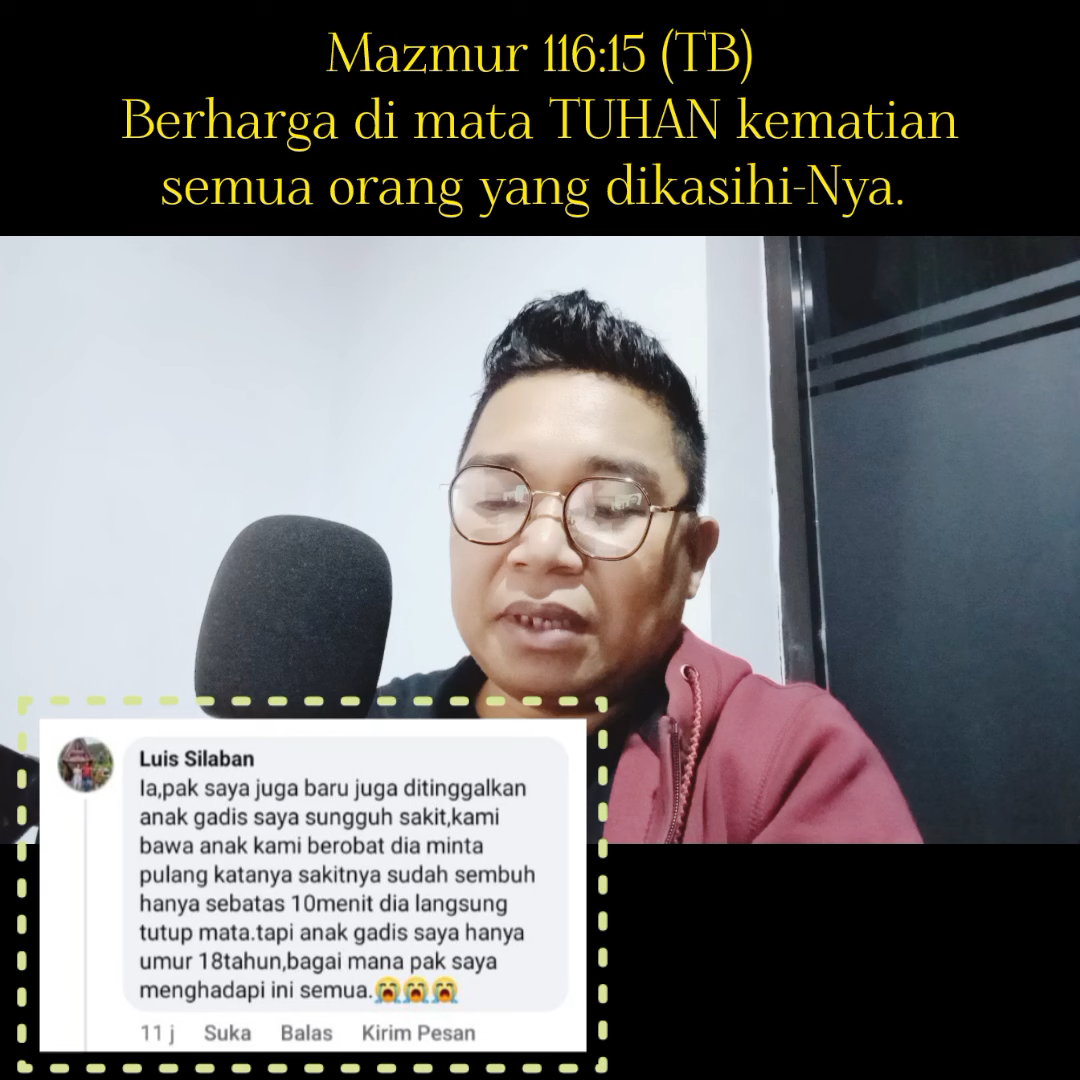 Mazmur 116:15 (TB)
Berharga di mata TUHAN kematian
semua orang yang dikasihi-Nya.
Luis Silaban
Ia,pak saya juga baru juga ditinggalkan
anak gadis saya sungguh sakit,kami
bawa anak kami berobat dia minta
pulang katanya sakitnya sudah sembuh
hanya sebatas 10menit dia langsung
tutup mata.tapi anak gadis saya hanya
umur 18tahun,bagai mana pak saya
menghadapi ini semua.😭😭😭
11 j Suka Balas Kirim Pesan